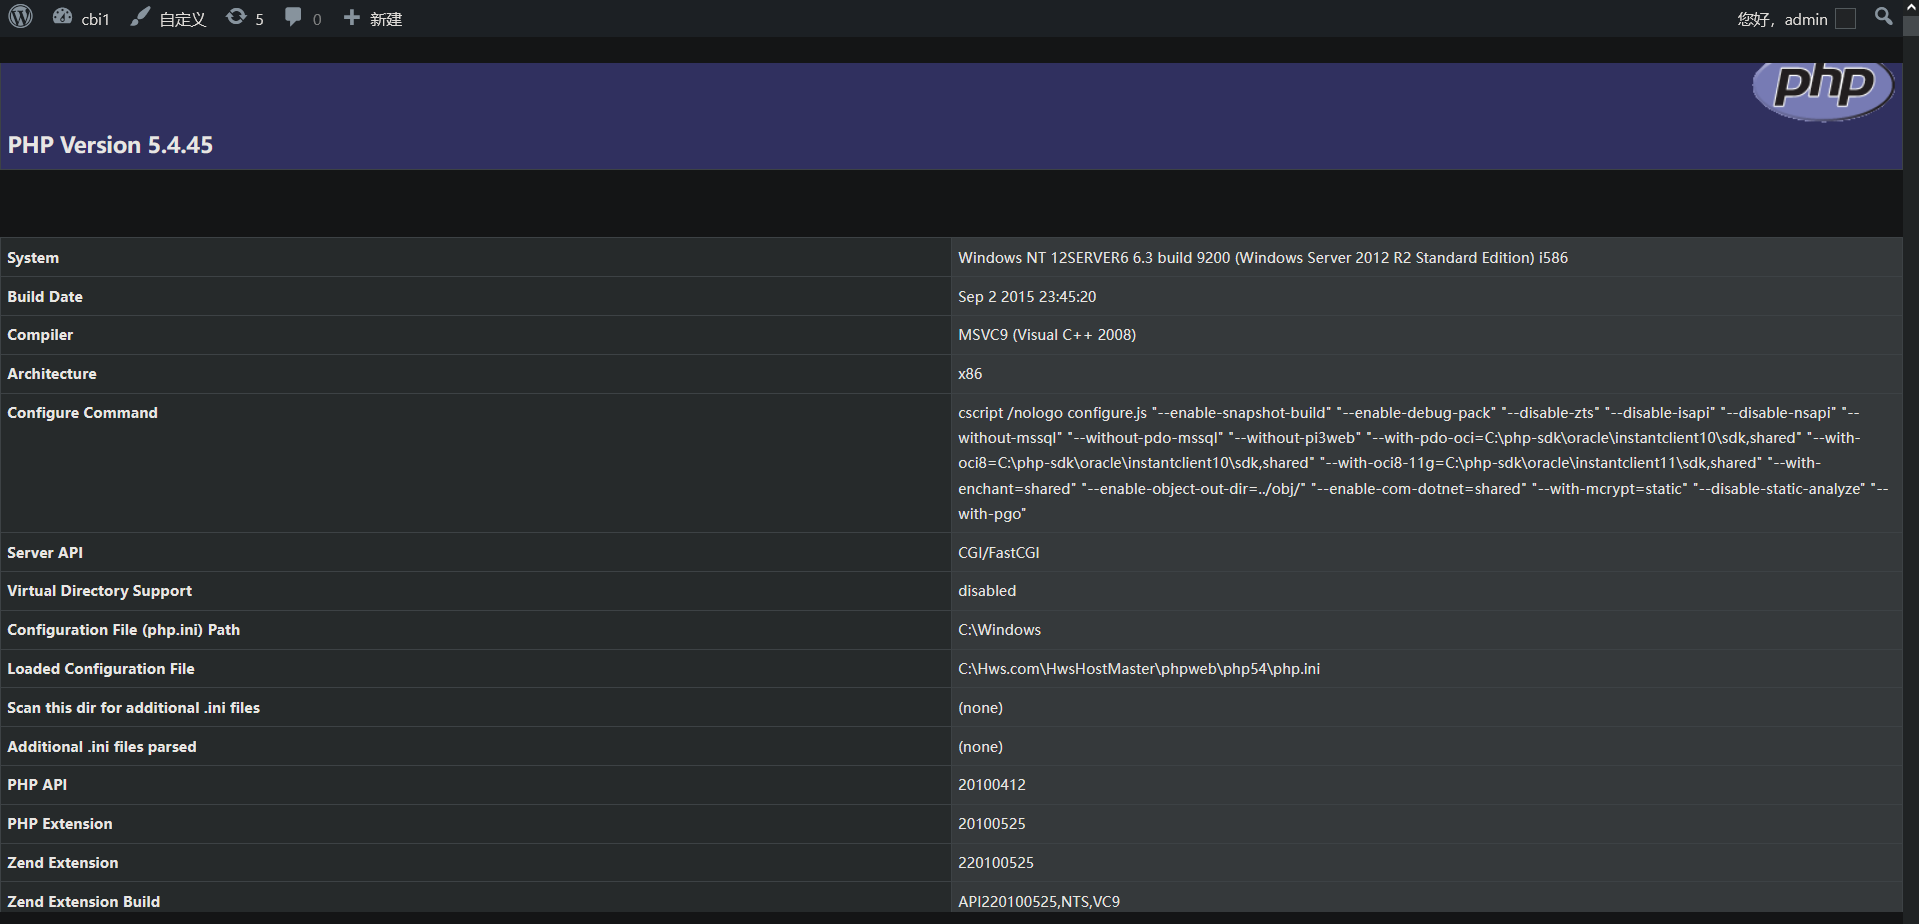 cbi1 自定义 5 0 新建 您好，admin
php
PHP Version 5.4.45
System Windows NT 12SERVER6 6.3 build 9200 (Windows Server 2012 R2 Standard Edition) i586
Build Date Sep 2 2015 23:45:20
Compiler MSVC9 (Visual C++ 2008)
Architecture x86
Configure Command cscript /nologo configure.js "--enable-snapshot-build" "--enable-debug-pack" "--disable-zts" "--disable-isapi" "--disable-nsapi" "--
without-mssql" "--without-pdo-mssql" "--without-pi3web" "--with-pdo-oci=C:\php-sdk\oracle\instantclient10\sdk,shared" "--with-
oci8=C:\php-sdk\oracle\instantclient10\sdk,shared" "--with-oci8-11g=C:\php-sdk\oracle\instantclient11\sdk,shared" "--with-
enchant=shared" "--enable-object-out-dir=../obj/" "--enable-com-dotnet=shared" "--with-mcrypt=static" "--disable-static-analyze" "--
with-pgo"
Server API CGI/FastCGI
Virtual Directory Support disabled
Configuration File (php.ini) Path C:\Windows
Loaded Configuration File C:\Hws.com\HwsHostMaster\phpweb\php54\php.ini
Scan this dir for additional .ini files (none)
Additional .ini files parsed (none)
PHP API 20100412
PHP Extension 20100525
Zend Extension 220100525
Zend Extension Build API220100525,NTS,VC9